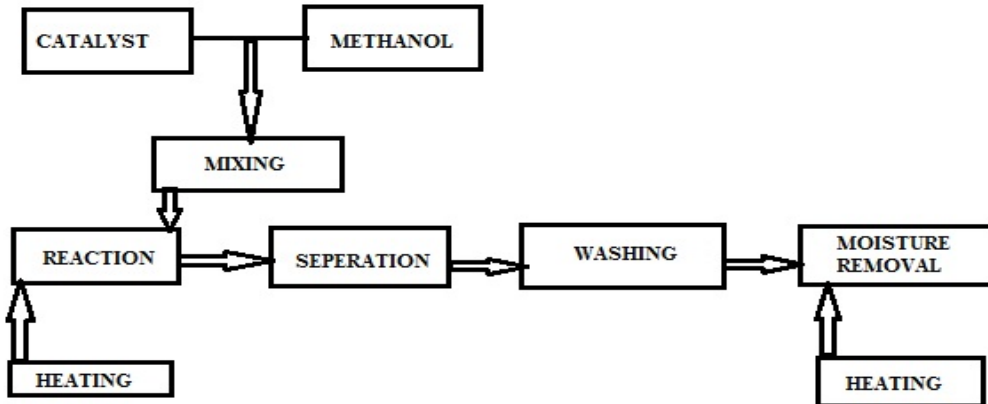 CATALYST
METHANOL
MIXING
REACTION
SEPERATION
WASHING
MOISTURE
REMOVAL
HEATING
HEATING